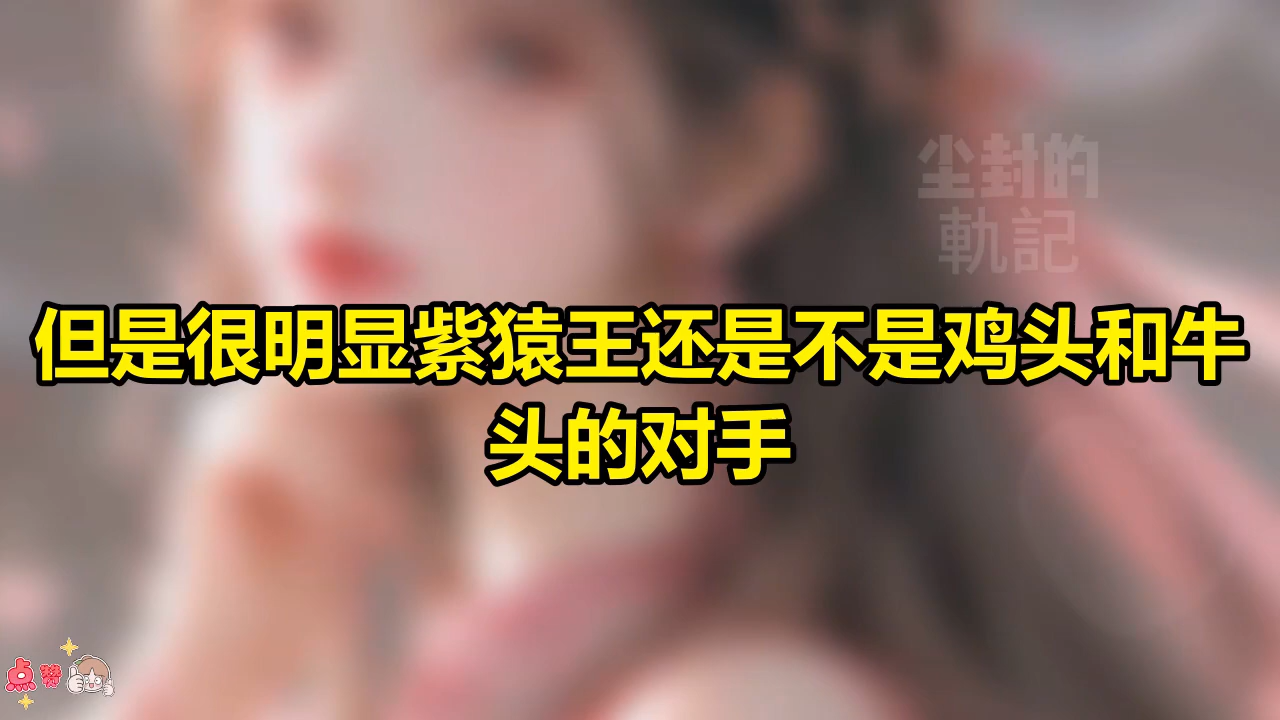 尘封的
軌記
但是很明显紫猿王还是不是鸡头和牛
头的对手
点赞